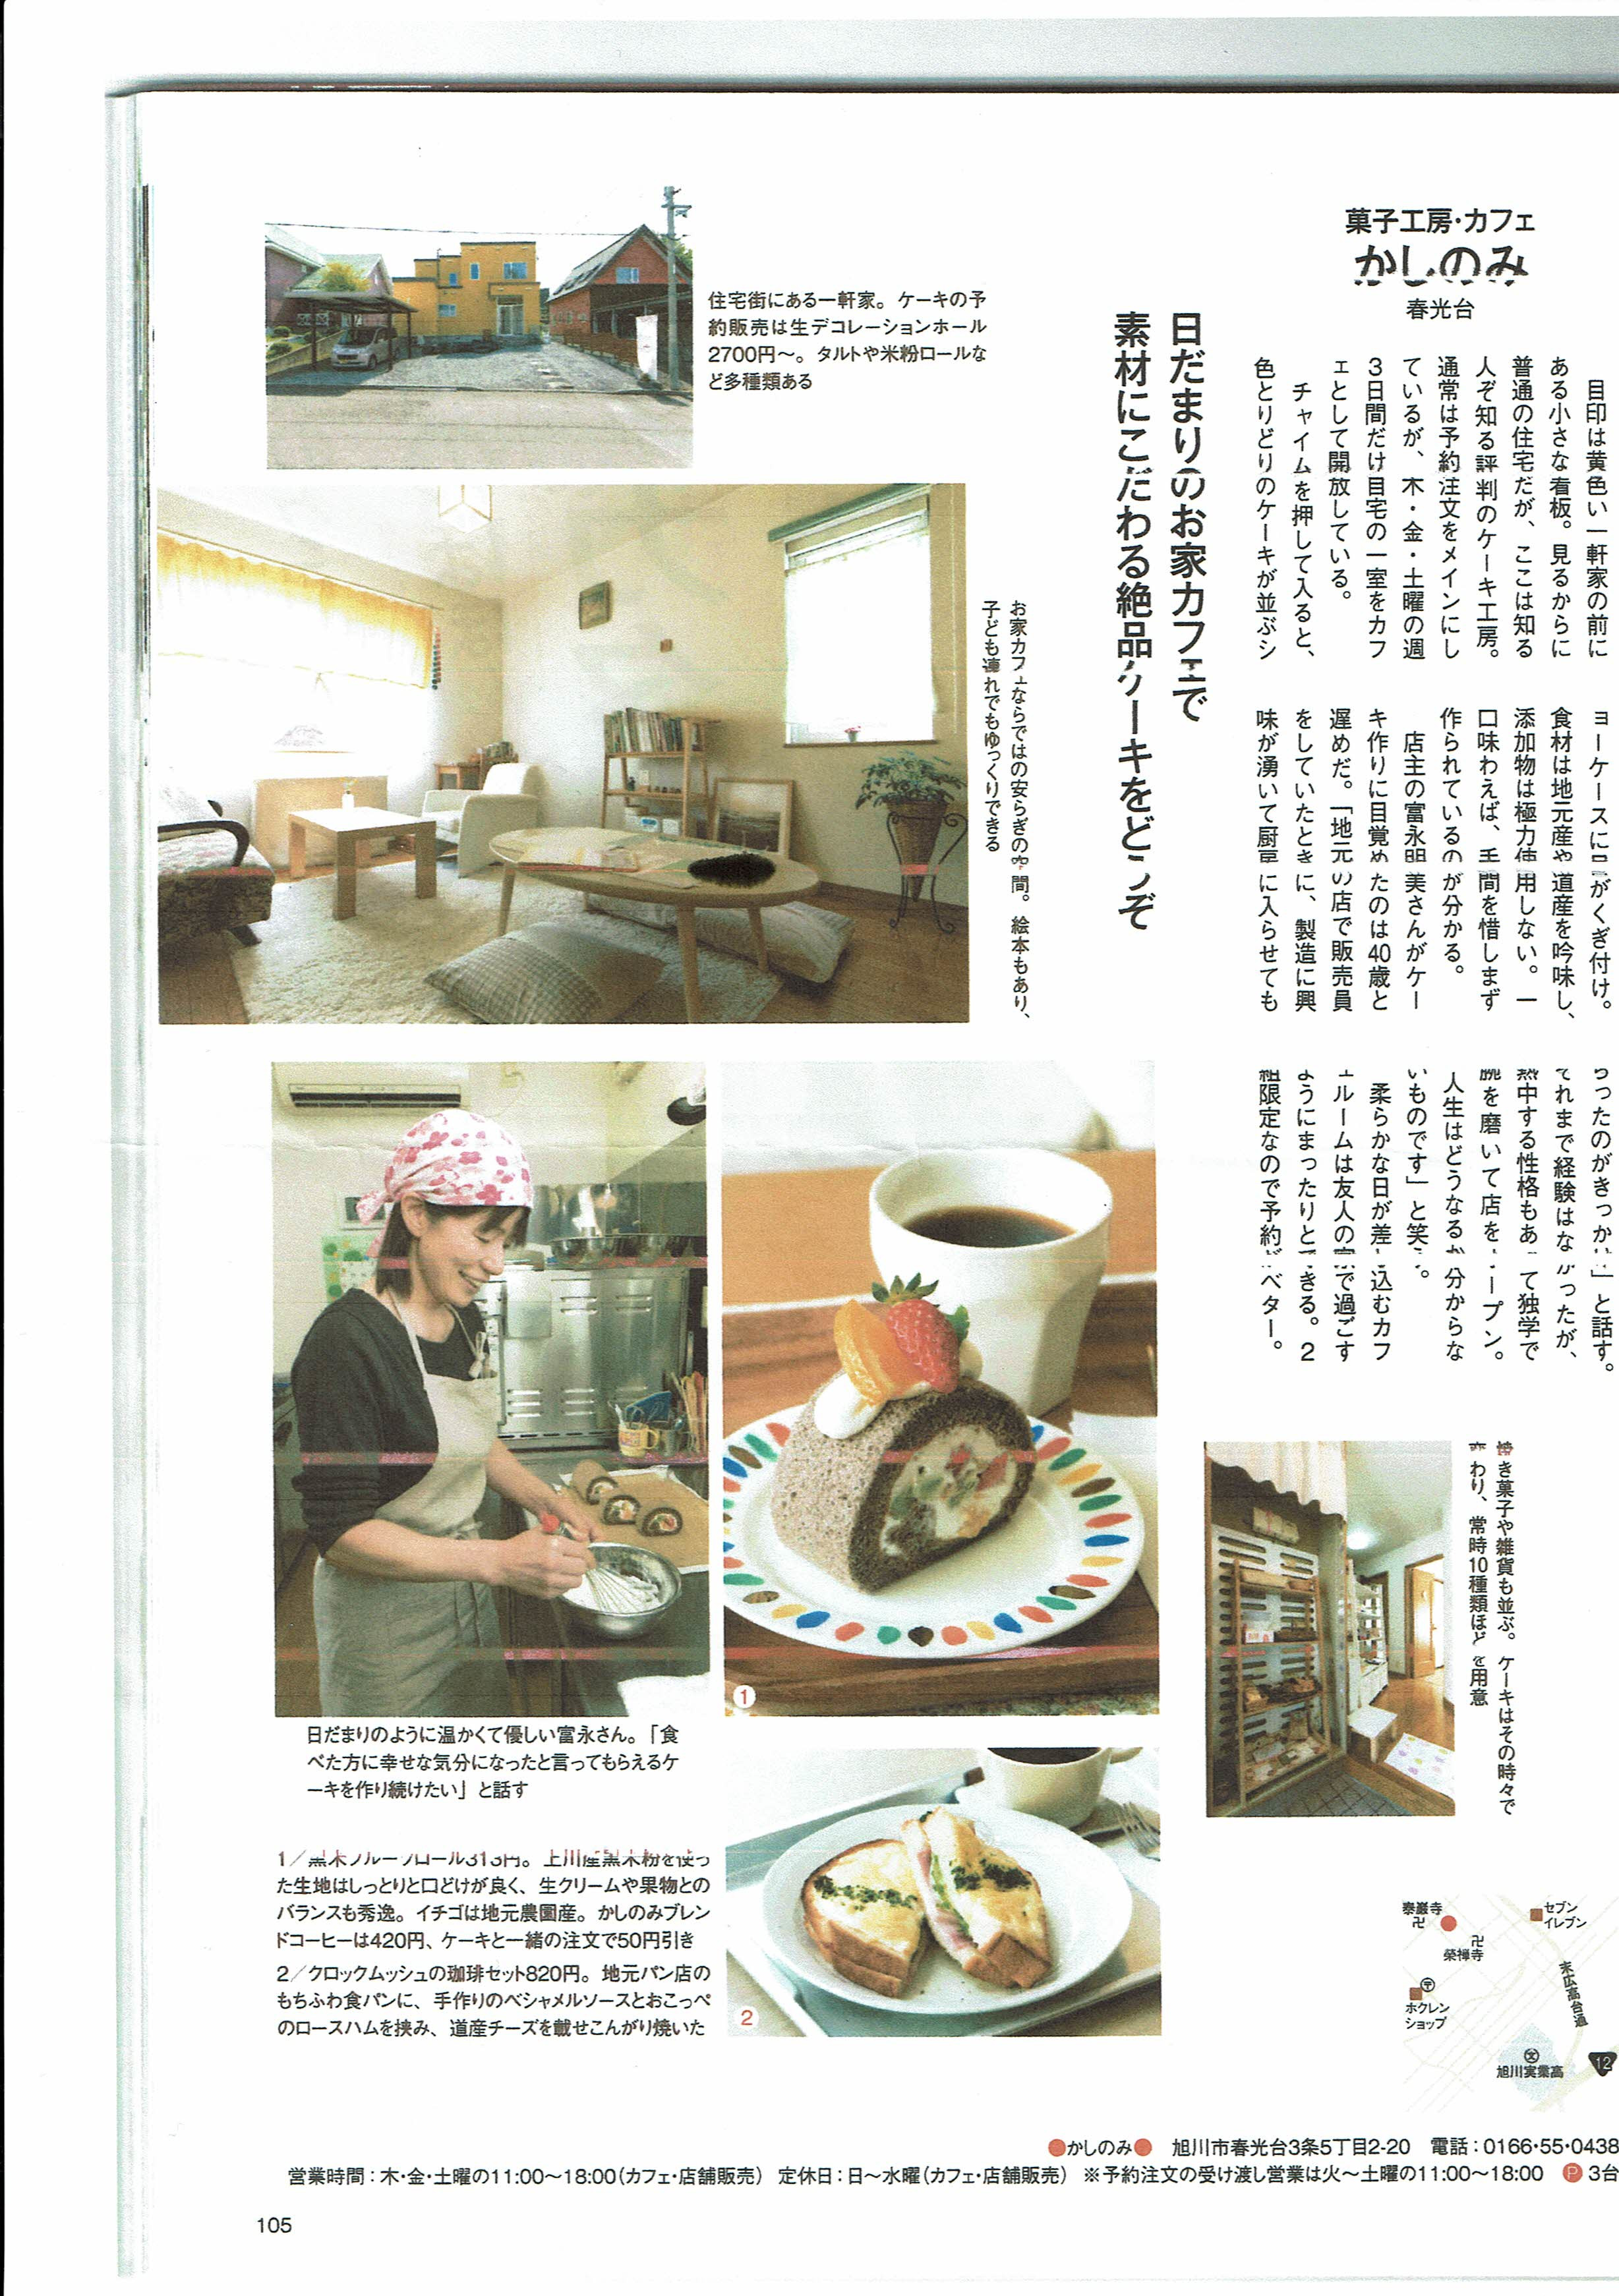 菓子工房・カフェ
かしのみ
春光台
日だまりのお家カフェで
素材にこだわる絶品ケーキをどうぞ
目印は黄色い一軒家の前に
ある小さな看板。見るからに
普通の住宅だが、ここは知る
人ぞ知る評判のケーキ工房。
通常は予約注文をメインにし
ているが、木・金・土曜の週
3日間だけ自宅の一室をカフ
ェとして開放している。
チャイムを押して入ると、
色とりどりのケーキが並ぶシ
ョーケースに目がくぎ付け。
食材は地元産や道産を吟味し、
添加物は極力使用しない。一
口味わえば、手間を惜しまず
作られているのが分かる。
店主の富永明美さんがケー
キ作りに目覚めたのは40歳と
遅めだ。「地元の店で販売員
をしていたときに、製造に興
味が湧いて厨房に入らせても
らったのがきっかけ」と話す。
それまで経験はなかったが、
熱中する性格もあって独学で
腕を磨いて店をオープン。
人生はどうなるか分からな
いものです」と笑う。
柔らかな日が差し込むカフ
ェルームは友人の家で過ごす
ようにまったりとできる。2
組限定なので予約がベター。
住宅街にある一軒家。ケーキの予
約販売は生デコレーションホール
2700円〜。タルトや米粉ロールな
ど多種類ある
お家カフェならではの安らぎの空間。絵本もあり、
子ども連れでもゆっくりできる
焼き菓子や雑貨も並ぶ。ケーキはその時々で
変わり、常時10種類ほどを用意
1
日だまりのように温かくて優しい富永さん。「食
べた方に幸せな気分になったと言ってもらえるケ
ーキを作り続けたい」と話す
2
1／黒米フルーツロール313円。上川産黒米粉を使っ
た生地はしっとりと口どけが良く、生クリームや果物との
バランスも秀逸。イチゴは地元農園産。かしのみブレン
ドコーヒーは420円、ケーキと一緒の注文で50円引き
2／クロックムッシュの珈琲セット820円。地元パン店の
もちふわ食パンに、手作りのベシャメルソースとおこっぺ
のロースハムを挟み、道産チーズを載せこんがり焼いた
泰巌寺
卍
セブン
イレブン
卍
榮禅寺
〒
ホクレン
ショップ
末広高台通
文
旭川実業高
12
●かしのみ● 旭川市春光台3条5丁目2-20 電話：0166・55・0438
営業時間：木・金・土曜の11:00〜18:00（カフェ・店舗販売） 定休日：日〜水曜（カフェ・店舗販売） ※予約注文の受け渡し営業は火〜土曜の11:00〜18:00 Ⓟ 3台
105